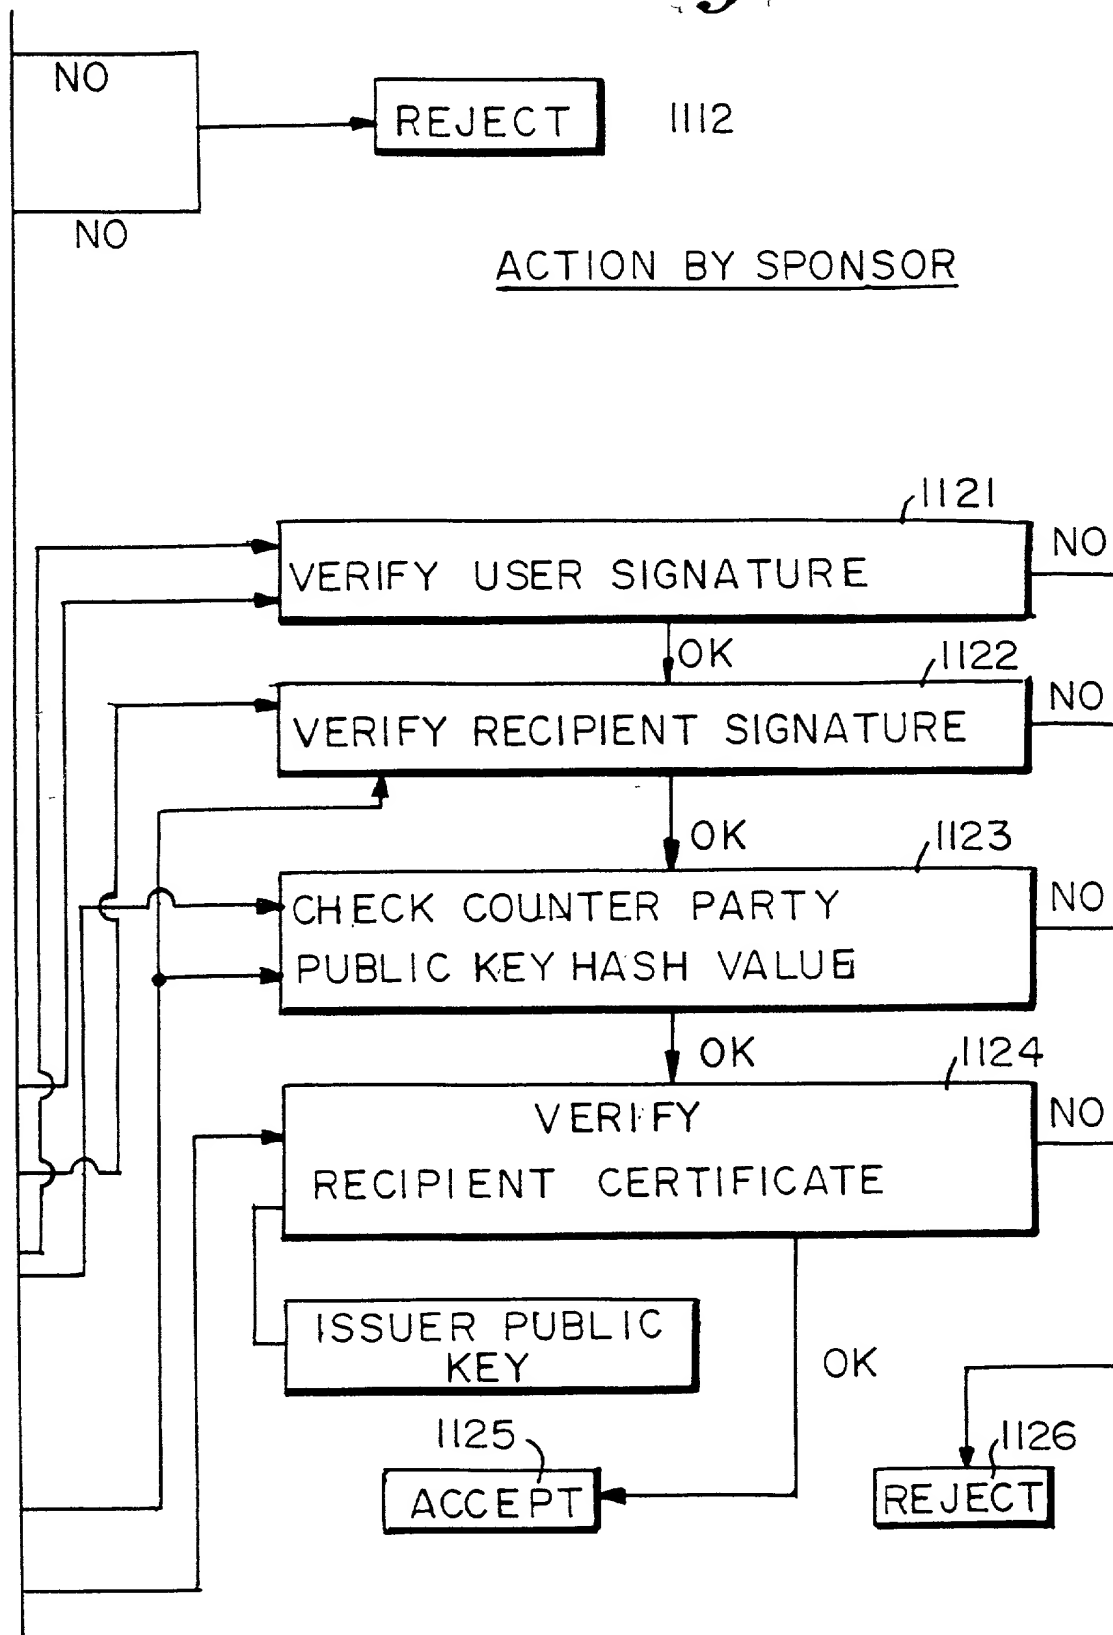 NO
REJECT 1112
NO
ACTION BY SPONSOR
1121
NO
VERIFY USER SIGNATURE
OK
1122
NO
VERIFY RECIPIENT SIGNATURE
OK
1123
NO
CHECK COUNTER PARTY
PUBLIC KEY HASH VALUE
OK
1124
NO
VERIFY
RECIPIENT CERTIFICATE
ISSUER PUBLIC
KEY
OK
1125
1126
ACCEPT
REJECT